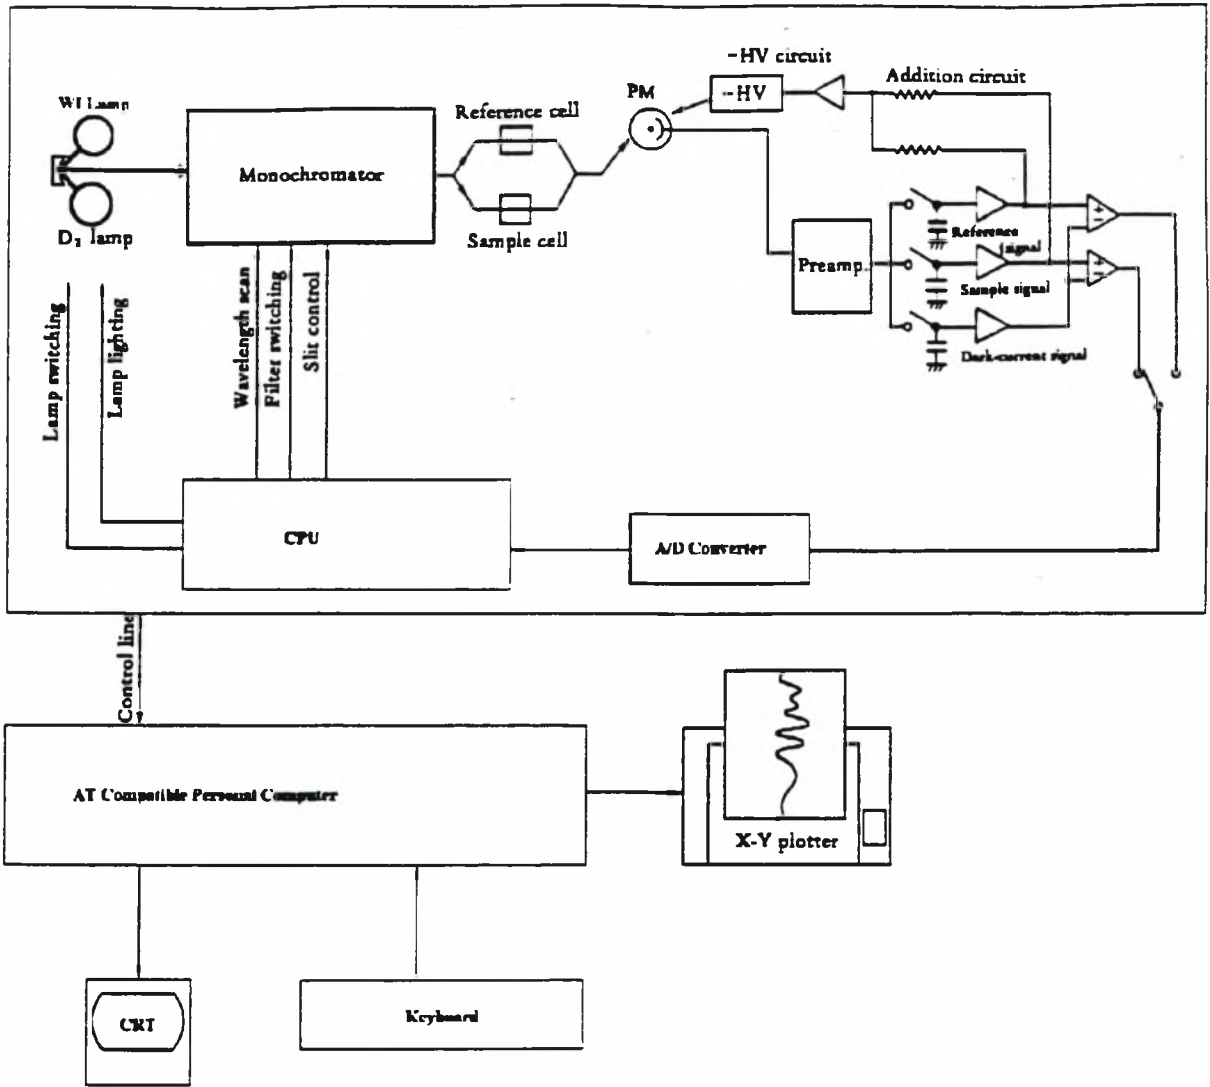 −HV circuit
Addition circuit
WI Lamp
PM
−HV
Reference cell
Monochromator
Sample cell
D₂ lamp
Reference
signal
Preamp.
Sample signal
Dark-current signal
Lamp switching
Lamp lighting
Wavelength scan
Filter switching
Slit control
CPU
A/D Converter
Control line
AT Compatible Personal Computer
X-Y plotter
CRT
Keyboard